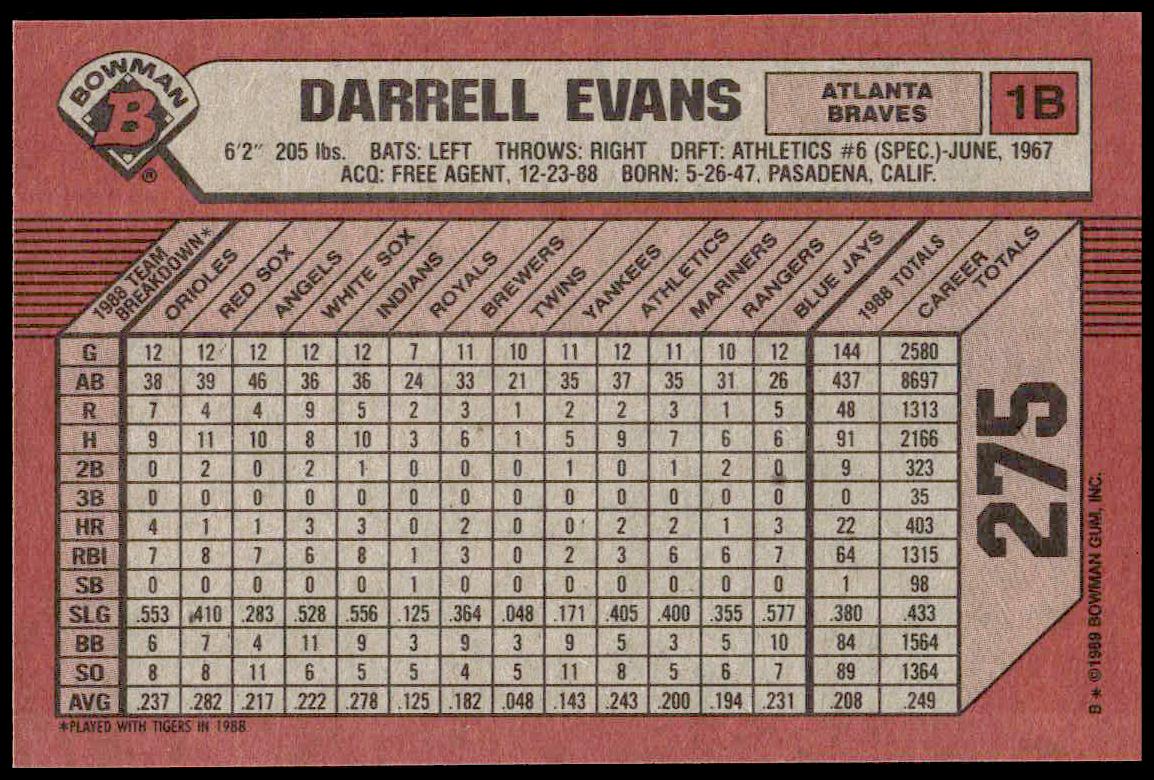 BOWMAN
B
®
DARRELL EVANS
ATLANTA
BRAVES
1B
6'2" 205 lbs. BATS: LEFT THROWS: RIGHT DRFT: ATHLETICS #6 (SPEC.)-JUNE, 1967
ACQ: FREE AGENT, 12-23-88 BORN: 5-26-47, PASADENA, CALIF.
1988 TEAM BREAKDOWN* ORIOLES RED SOX ANGELS WHITE SOX INDIANS ROYALS BREWERS TWINS YANKEES ATHLETICS MARINERS RANGERS BLUE JAYS 1988 TOTALS CAREER TOTALS
G 12 12 12 12 12 7 11 10 11 12 11 10 12 144 2580
AB 38 39 46 36 36 24 33 21 35 37 35 31 26 437 8697
R 7 4 4 9 5 2 3 1 2 2 3 1 5 48 1313
H 9 11 10 8 10 3 6 1 5 9 7 6 6 91 2166
2B 0 2 0 2 1 0 0 0 1 0 1 2 0 9 323
3B 0 0 0 0 0 0 0 0 0 0 0 0 0 0 35
HR 4 1 1 3 3 0 2 0 0 2 2 1 3 22 403
RBI 7 8 7 6 8 1 3 0 2 3 6 6 7 64 1315
SB 0 0 0 0 0 1 0 0 0 0 0 0 0 1 98
SLG .553 .410 .283 .528 .556 .125 .364 .048 .171 .405 .400 .355 .577 .380 .433
BB 6 7 4 11 9 3 9 3 9 5 3 5 10 84 1564
SO 8 8 11 6 5 5 4 5 11 8 5 6 7 89 1364
AVG .237 .282 .217 .222 .278 .125 .182 .048 .143 .243 .200 .194 .231 .208 .249
*PLAYED WITH TIGERS IN 1988
275
B * ©1989 BOWMAN GUM, INC.